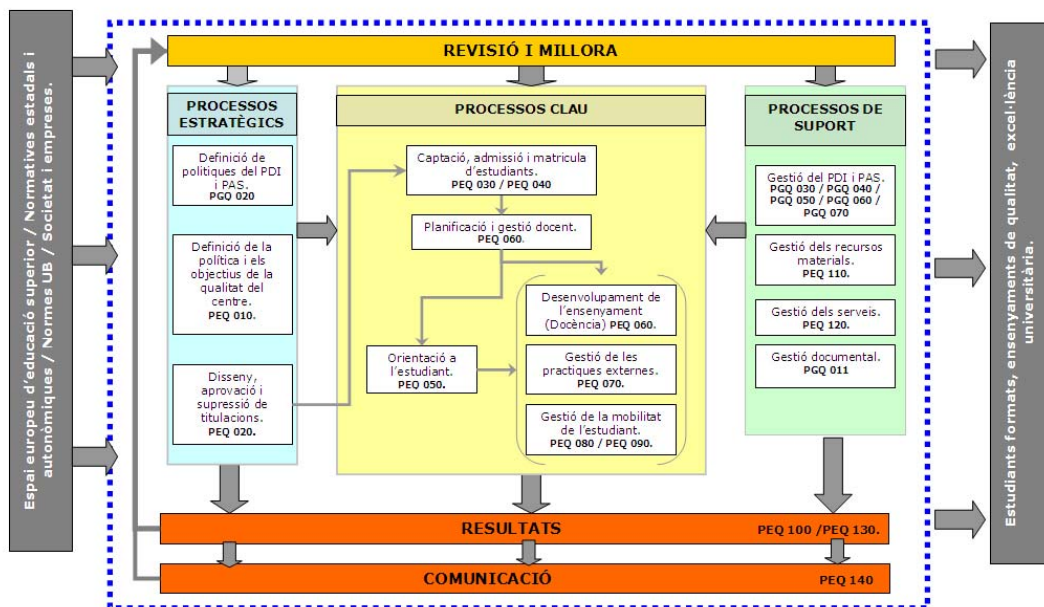 Espai europeu d'educació superior / Normatives estadals i
autonòmiques / Normes UB / Societat i empreses.
REVISIÓ I MILLORA
PROCESSOS
ESTRATÈGICS
Definició de
politiques del PDI i
PAS.
PGQ 020
Definició de la
política i els
objectius de la
qualitat del
centre.
PEQ 010.
Disseny,
aprovació i
supressió de
titulacions.
PEQ 020.
PROCESSOS CLAU
Captació, admissió i matricula
d'estudiants.
PEQ 030 / PEQ 040
Planificació i gestió docent.
PEQ 060.
Desenvolupament de
l'ensenyament
(Docència) PEQ 060.
Orientació a
l'estudiant.
PEQ 050.
Gestió de les
practiques externes.
PEQ 070.
Gestió de la mobilitat
de l'estudiant.
PEQ 080 / PEQ 090.
PROCESSOS DE
SUPORT
Gestió del PDI i PAS.
PGQ 030 / PGQ 040 /
PGQ 050 / PGQ 060 /
PGQ 070
Gestió dels recursos
materials.
PEQ 110.
Gestió dels serveis.
PEQ 120.
Gestió documental.
PGQ 011
RESULTATS
PEQ 100 /PEQ 130.
COMUNICACIÓ
PEQ 140
Estudiants formats, ensenyaments de qualitat, excel·lència
universitària.